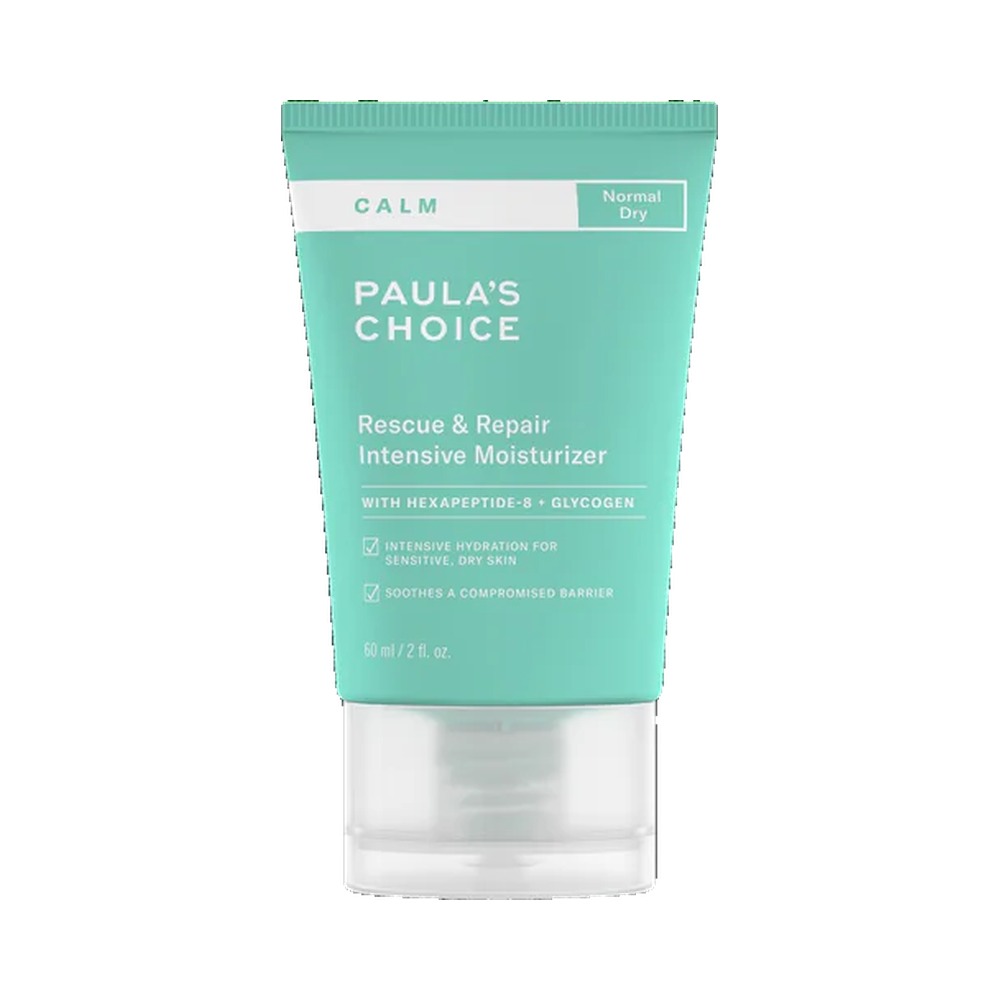 CALM
Normal
Dry
PAULA'S
CHOICE
Rescue & Repair
Intensive Moisturizer
WITH HEXAPEPTIDE-8 + GLYCOGEN
☑ INTENSIVE HYDRATION FOR
SENSITIVE, DRY SKIN
☑ SOOTHES A COMPROMISED BARRIER
60 ml / 2 fl. oz.